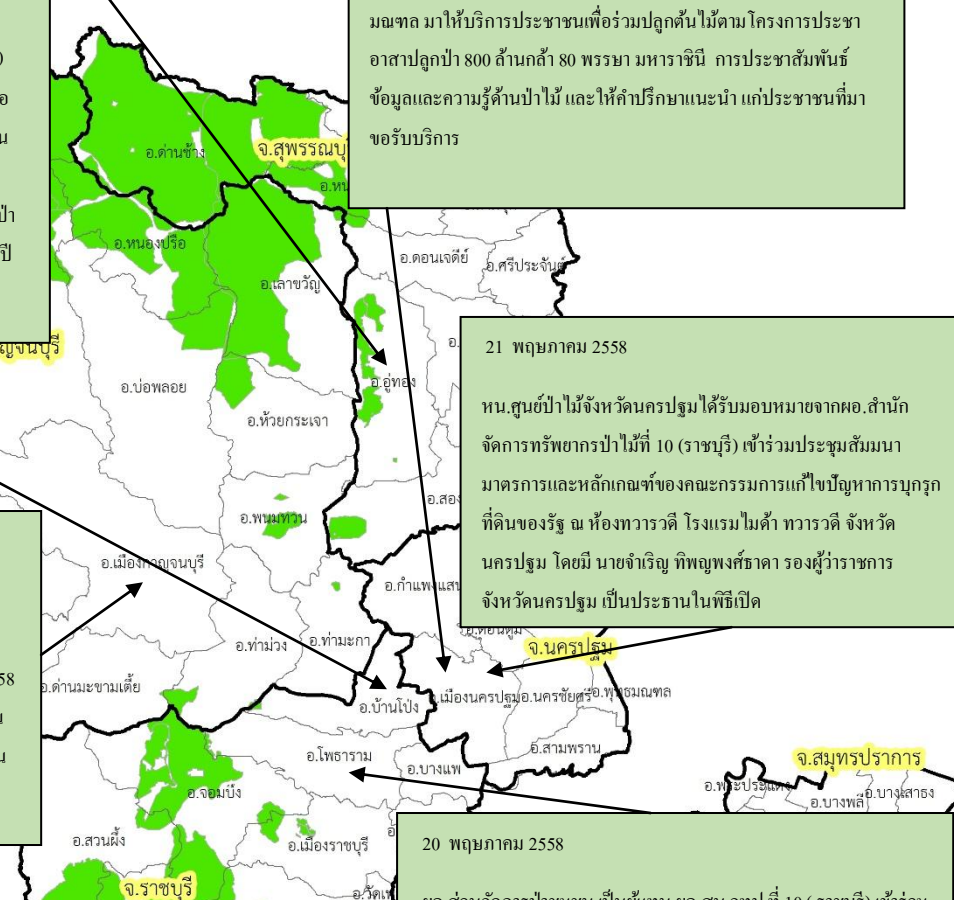 มณฑล มาให้บริการประชาชนเพื่อร่วมปลูกต้นไม้ตามโครงการประชา
อาสาปลูกป่า 800 ล้านกล้า 80 พรรษา มหาราชินี การประชาสัมพันธ์
ข้อมูลและความรู้ด้านป่าไม้ และให้คำปรึกษาแนะนำ แก่ประชาชนที่มา
ขอรับบริการ
อ.ด่านช้าง
อ.หนองปรือ
อ.เลาขวัญ
อ.ดอนเจดีย์
อ.ศรีประจันต์
อ.บ่อพลอย
อ.อู่ทอง
อ.ห้วยกระเจา
21 พฤษภาคม 2558
หน.ศูนย์ป่าไม้จังหวัดนครปฐมได้รับมอบหมายจากผอ.สำนัก
จัดการทรัพยากรป่าไม้ที่ 10 (ราชบุรี) เข้าร่วมประชุมสัมมนา
มาตรการและหลักเกณฑ์ของคณะกรรมการแก้ไขปัญหาการบุกรุก
ที่ดินของรัฐ ณ ห้องทวารวดี โรงแรมไมด้า ทวารวดี จังหวัด
นครปฐม โดยมี นายจำเริญ ทิพญพงศ์ธาดา รองผู้ว่าราชการ
จังหวัดนครปฐม เป็นประธานในพิธีเปิด
อ.พนมทวน
อ.เมืองกาญจนบุรี
อ.ท่าม่วง
อ.ท่ามะกา
อ.ด่านมะขามเตี้ย
จ.นครปฐม
อ.บ้านโป่ง
อ.เมืองนครปฐม
อ.นครชัยศรี
อ.พุทธมณฑล
อ.สามพราน
อ.โพธาราม
อ.บางแพ
อ.จอมบึง
อ.สวนผึ้ง
อ.เมืองราชบุรี
จ.ราชบุรี
จ.สมุทรปราการ
อ.พระประแดง
อ.บางพลี
อ.บางเสาธง
20 พฤษภาคม 2558